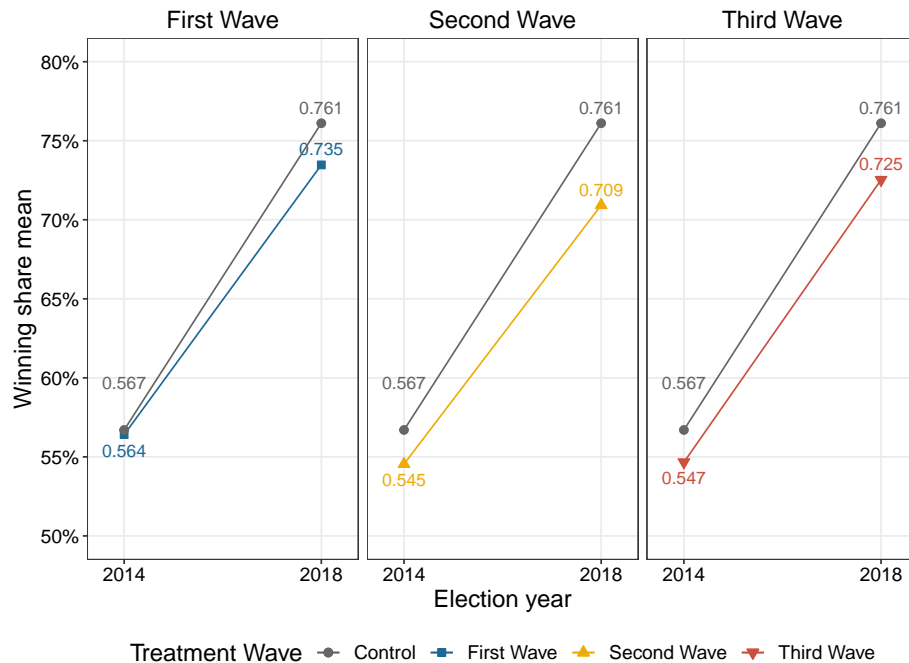 First Wave Second Wave Third Wave
80%
0.761 0.761 0.761
75%
0.735
0.725
0.709
70%
Winning share mean
65%
60%
0.567 0.567 0.567
0.564
55%
0.545 0.547
50%
2014 2018 2014 2018 2014 2018
Election year
Treatment Wave Control First Wave Second Wave Third Wave